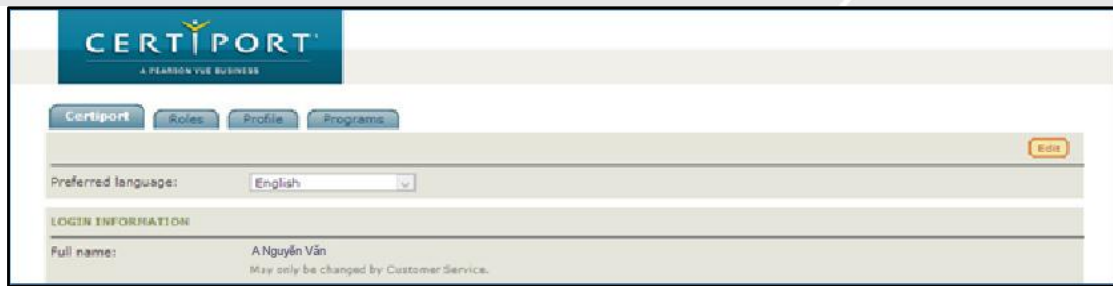 CERTIPORT
A PEARSON VUE BUSINESS
Certiport Roles Profile Programs
Edit
Preferred language: English
LOGIN INFORMATION
Full name: A Nguyễn Văn
May only be changed by Customer Service.